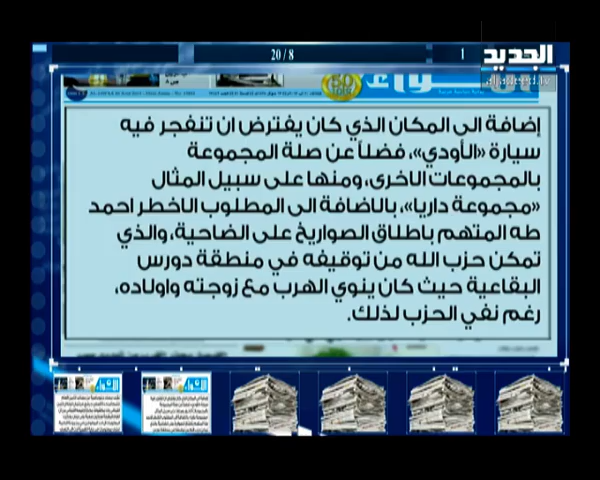 الجديد
aljadeed.tv
1
20/8
50
إضافة الى المكان الذي كان يفترض ان تنفجر فيه
سيارة «الأودي»، فضلاً عن صلة المجموعة
بالمجموعات الاخرى، ومنها على سبيل المثال
«مجموعة داريا»، بالاضافة الى المطلوب الاخطر احمد
طه المتهم باطلاق الصواريخ على الضاحية، والذي
تمكن حزب الله من توقيفه في منطقة دورس
البقاعية حيث كان ينوي الهرب مع زوجته واولاده،
رغم نفي الحزب لذلك.